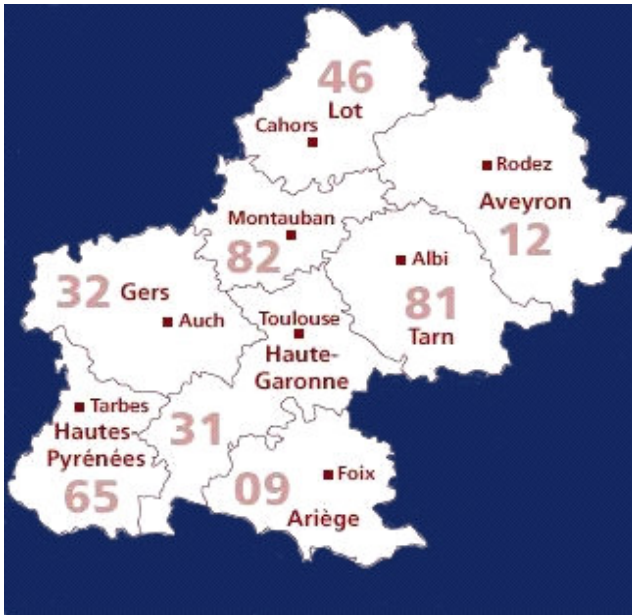 46
Lot
Cahors
Rodez
Aveyron
12
Montauban
82
Albi
81
Tarn
32 Gers
Auch
Toulouse
Haute-
Garonne
31
Tarbes
Hautes-
Pyrénées
65
09
Foix
Ariège